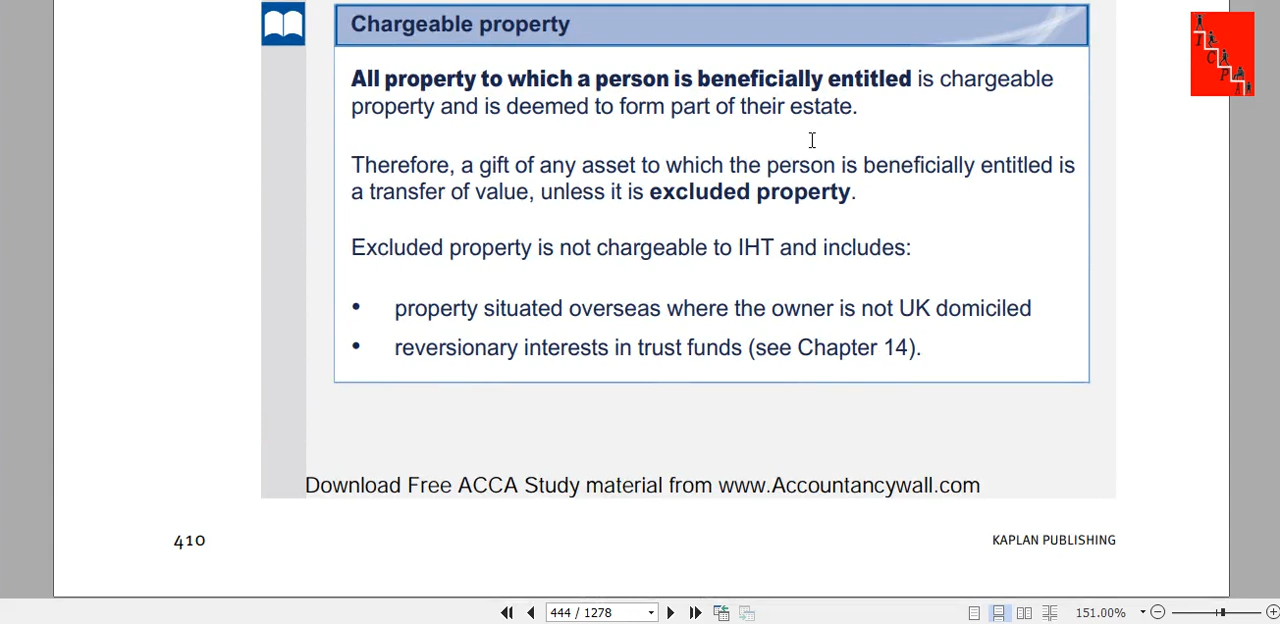 Chargeable property
All property to which a person is beneficially entitled is chargeable
property and is deemed to form part of their estate.
Therefore, a gift of any asset to which the person is beneficially entitled is
a transfer of value, unless it is excluded property.
Excluded property is not chargeable to IHT and includes:
• property situated overseas where the owner is not UK domiciled
• reversionary interests in trust funds (see Chapter 14).
Download Free ACCA Study material from www.Accountancywall.com
410
KAPLAN PUBLISHING
444 / 1278
151.00%
T
C
P
A